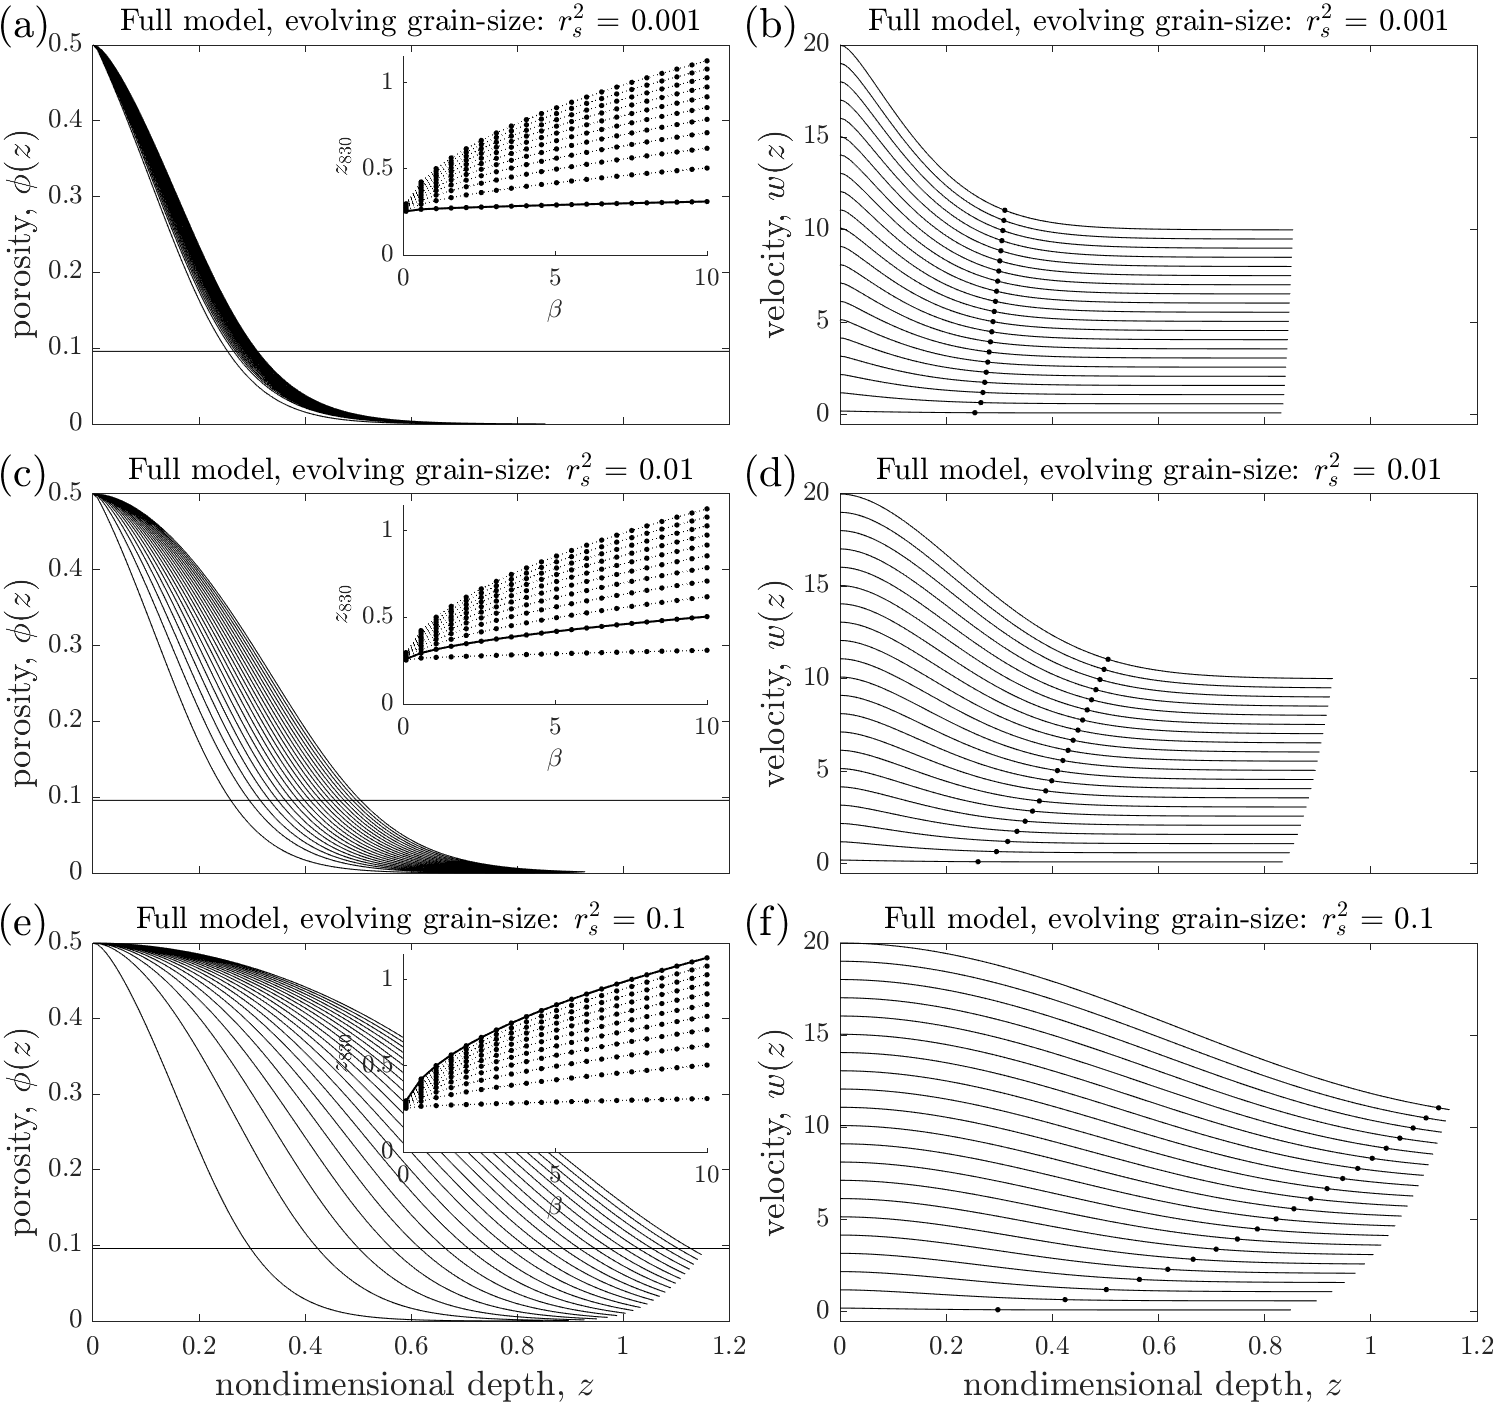 (a)
Full model, evolving grain-size: r_s^2 = 0.001
0.5
0.4
0.3
0.2
0.1
0
porosity, ϕ(z)
1
0.5
0
z_830
0 5 10
β
(b)
Full model, evolving grain-size: r_s^2 = 0.001
20
15
10
5
0
velocity, w(z)
(c)
Full model, evolving grain-size: r_s^2 = 0.01
0.5
0.4
0.3
0.2
0.1
0
porosity, ϕ(z)
1
0.5
0
z_830
0 5 10
β
(d)
Full model, evolving grain-size: r_s^2 = 0.01
20
15
10
5
0
velocity, w(z)
(e)
Full model, evolving grain-size: r_s^2 = 0.1
0.5
0.4
0.3
0.2
0.1
0
porosity, ϕ(z)
1
0.5
0
z_830
0 5 10
β
0 0.2 0.4 0.6 0.8 1 1.2
nondimensional depth, z
(f)
Full model, evolving grain-size: r_s^2 = 0.1
20
15
10
5
0
velocity, w(z)
0 0.2 0.4 0.6 0.8 1 1.2
nondimensional depth, z